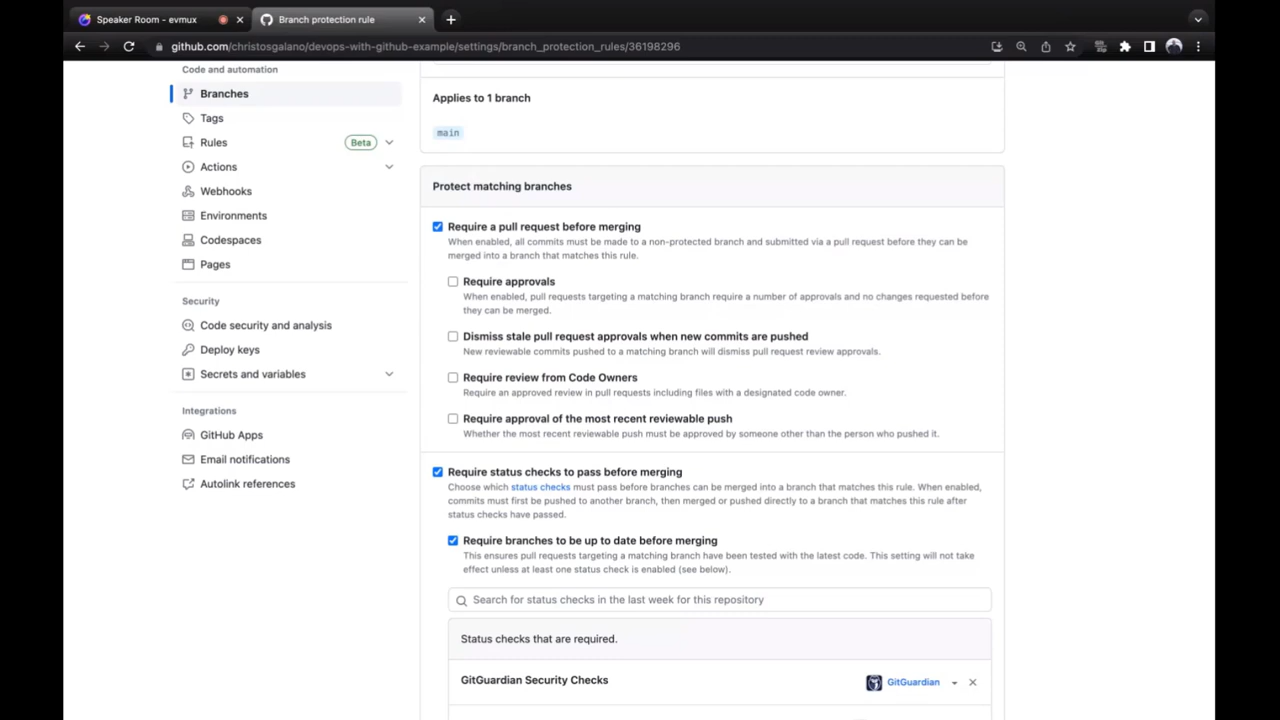 Speaker Room - evmux
Branch protection rule
github.com/christosgalano/devops-with-github-example/settings/branch_protection_rules/36198296
Code and automation
Branches
Tags
Rules
Beta
Actions
Webhooks
Environments
Codespaces
Pages
Security
Code security and analysis
Deploy keys
Secrets and variables
Integrations
GitHub Apps
Email notifications
Autolink references
Applies to 1 branch
main
Protect matching branches
Require a pull request before merging
When enabled, all commits must be made to a non-protected branch and submitted via a pull request before they can be
merged into a branch that matches this rule.
Require approvals
When enabled, pull requests targeting a matching branch require a number of approvals and no changes requested before
they can be merged.
Dismiss stale pull request approvals when new commits are pushed
New reviewable commits pushed to a matching branch will dismiss pull request review approvals.
Require review from Code Owners
Require an approved review in pull requests including files with a designated code owner.
Require approval of the most recent reviewable push
Whether the most recent reviewable push must be approved by someone other than the person who pushed it.
Require status checks to pass before merging
Choose which status checks must pass before branches can be merged into a branch that matches this rule. When enabled,
commits must first be pushed to another branch, then merged or pushed directly to a branch that matches this rule after
status checks have passed.
Require branches to be up to date before merging
This ensures pull requests targeting a matching branch have been tested with the latest code. This setting will not take
effect unless at least one status check is enabled (see below).
Search for status checks in the last week for this repository
Status checks that are required.
GitGuardian Security Checks
GitGuardian